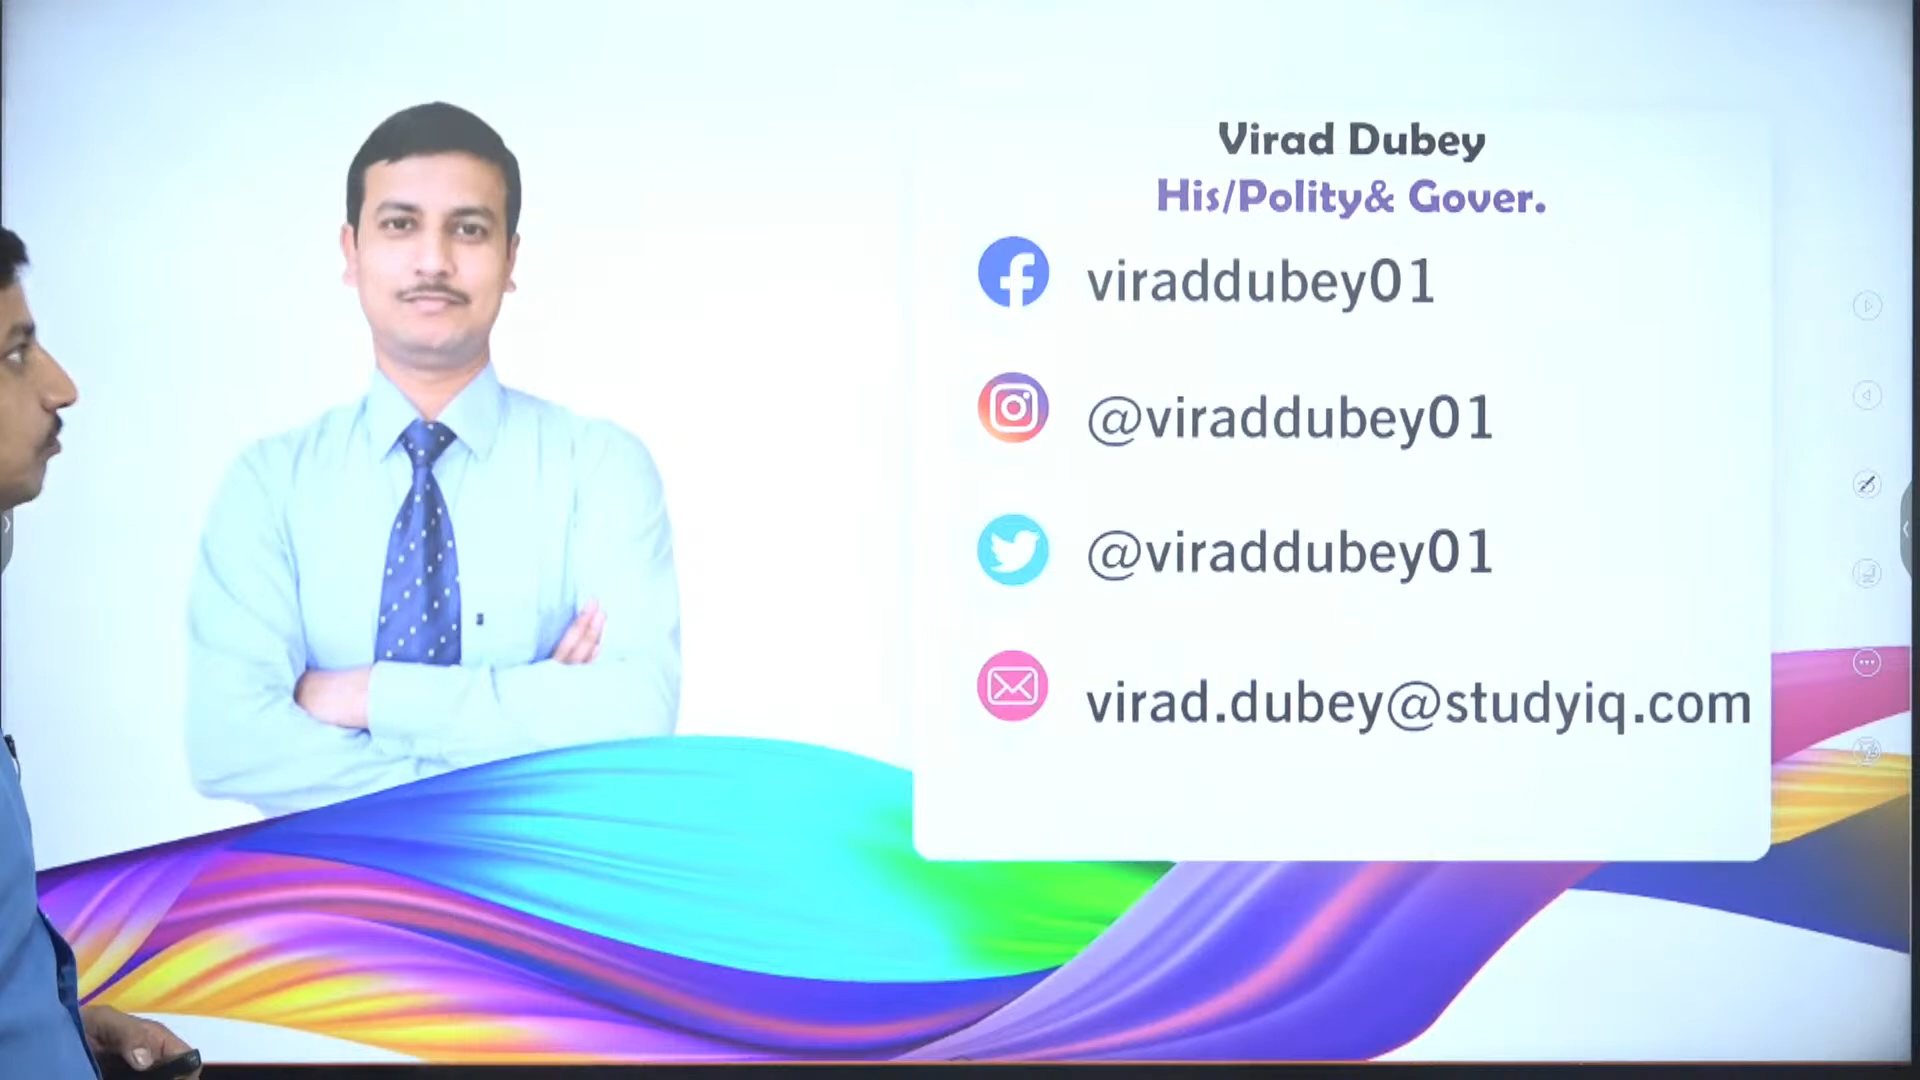 Virad Dubey
His/Polity& Gover.
viraddubey01
@viraddubey01
@viraddubey01
virad.dubey@studyiq.com